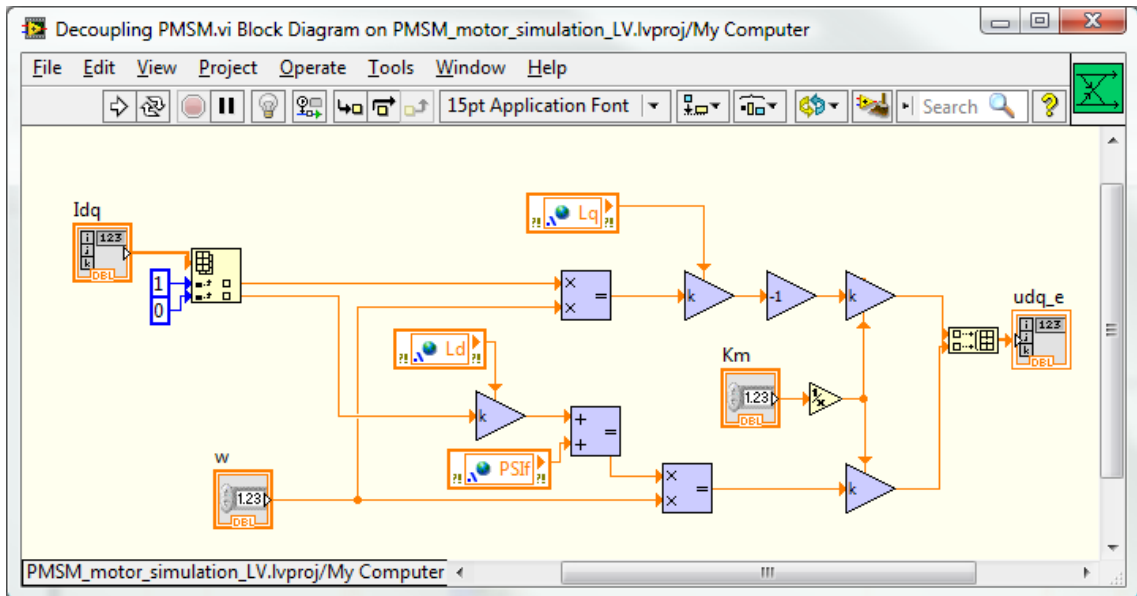 Decoupling PMSM.vi Block Diagram on PMSM_motor_simulation_LV.lvproj/My Computer
File Edit View Project Operate Tools Window Help
15pt Application Font Search ?
Lq
?! ?!
Idq
i 123
j
k
DBL
1
0
×
× =
k -1 k
udq_e
i 123
j
k
DBL
Ld
?! ?!
Km
1.23
DBL
1/x
k
+
+ =
PSIf
?! ?!
w
1.23
DBL
×
× =
k
PMSM_motor_simulation_LV.lvproj/My Computer